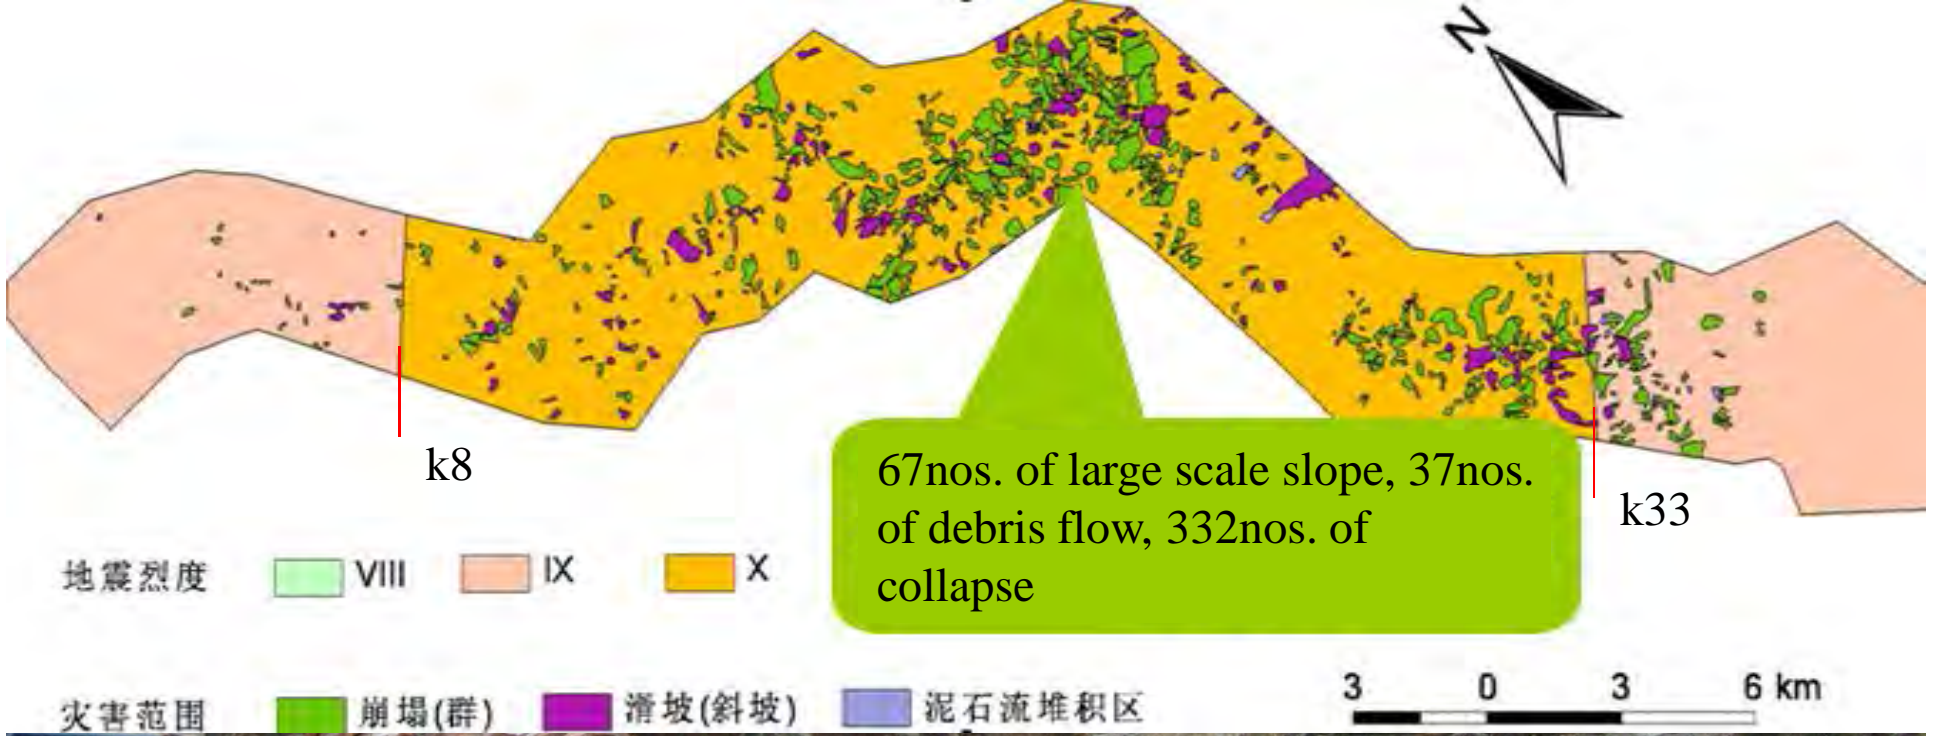 N
k8
67nos. of large scale slope, 37nos.
of debris flow, 332nos. of
collapse
k33
地震烈度 VIII IX X
灾害范围 崩塌(群) 滑坡(斜坡) 泥石流堆积区
3 0 3 6 km